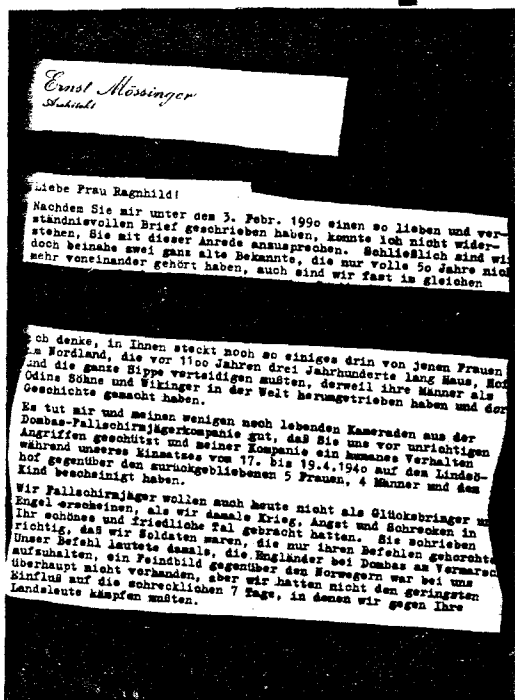 Ernst Mössinger
Architekt
Liebe Frau Ragnhild!
Nachdem Sie mir unter dem 3. Febr. 1990 einen so lieben und ver-
ständnisvollen Brief geschrieben haben, konnte ich nicht wider-
stehen, Sie mit dieser Anrede anzusprechen. Schließlich sind wir
doch beinahe zwei ganz alte Bekannte, die nur volle 50 Jahre nic
mehr voneinander gehört haben, auch sind wir fast im gleichen
ch denke, in Ihnen steckt noch so einiges drin von jenen Frauen
im Nordland, die vor 1100 Jahren drei Jahrhunderte lang Haus, Hof
und die ganze Sippe verteidigen mußten, derweil ihre Männer als
Odins Söhne und Wikinger in der Welt herumgetrieben haben und dor
Geschichte gemacht haben.
Es tut mir und meinen wenigen noch lebenden Kameraden aus der
Dombas-Fallschirmjägerkompanie gut, daß Sie uns vor unrichtigen
Angriffen geschützt und meiner Kompanie ein humanes Verhalten
während unseres Einsatzes vom 17. bis 19.4.1940 auf dem Lindsö-
hof gegenüber den zurückgebliebenen 5 Frauen, 4 Männer und dem
Kind bescheinigt haben.
Wir Fallschirmjäger wollen auch heute nicht als Glücksbringer un
Engel erscheinen, als wir damals Krieg, Angst und Schrecken in
Ihr schönes und friedliche Tal gebracht hatten. Sie schrieben
richtig, daß wir Soldaten waren, die nur ihren Befehlen gehorchte
Unser Befehl lautete damals, die Engländer bei Dombas am Vormarsc
aufzuhalten, ein Feindbild gegenüber den Norwegern war bei uns
überhaupt nicht vorhanden, aber wir hatten nicht den geringsten
Einfluß auf die schrecklichen 7 Tage, in denen wir gegen Ihre
Landsleute kämpfen mußten.